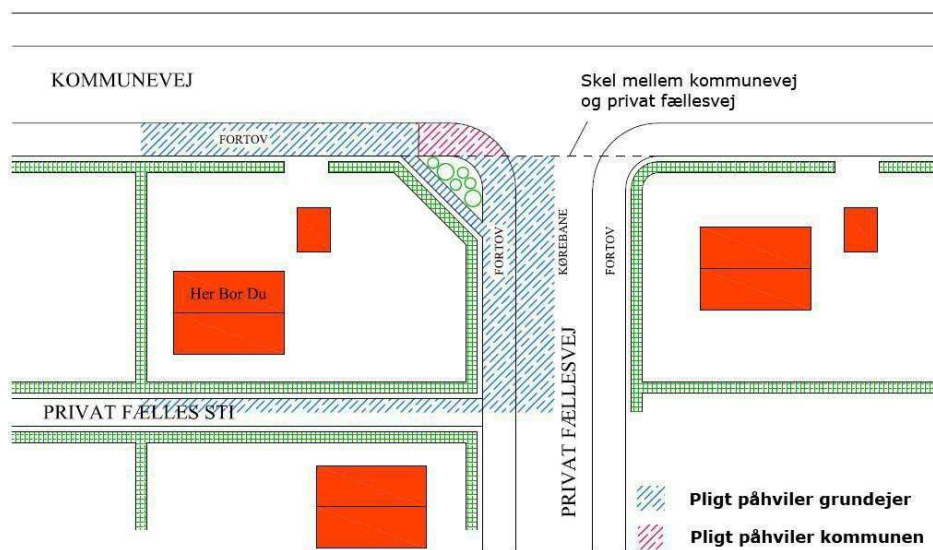 KOMMUNEVEJ
Skel mellem kommunevej
og privat fællesvej
FORTOV
FORTOV
KØREBANE
FORTOV
Her Bor Du
PRIVAT FÆLLESVEJ
PRIVAT FÆLLES STI
Pligt påhviler grundejer
Pligt påhviler kommunen